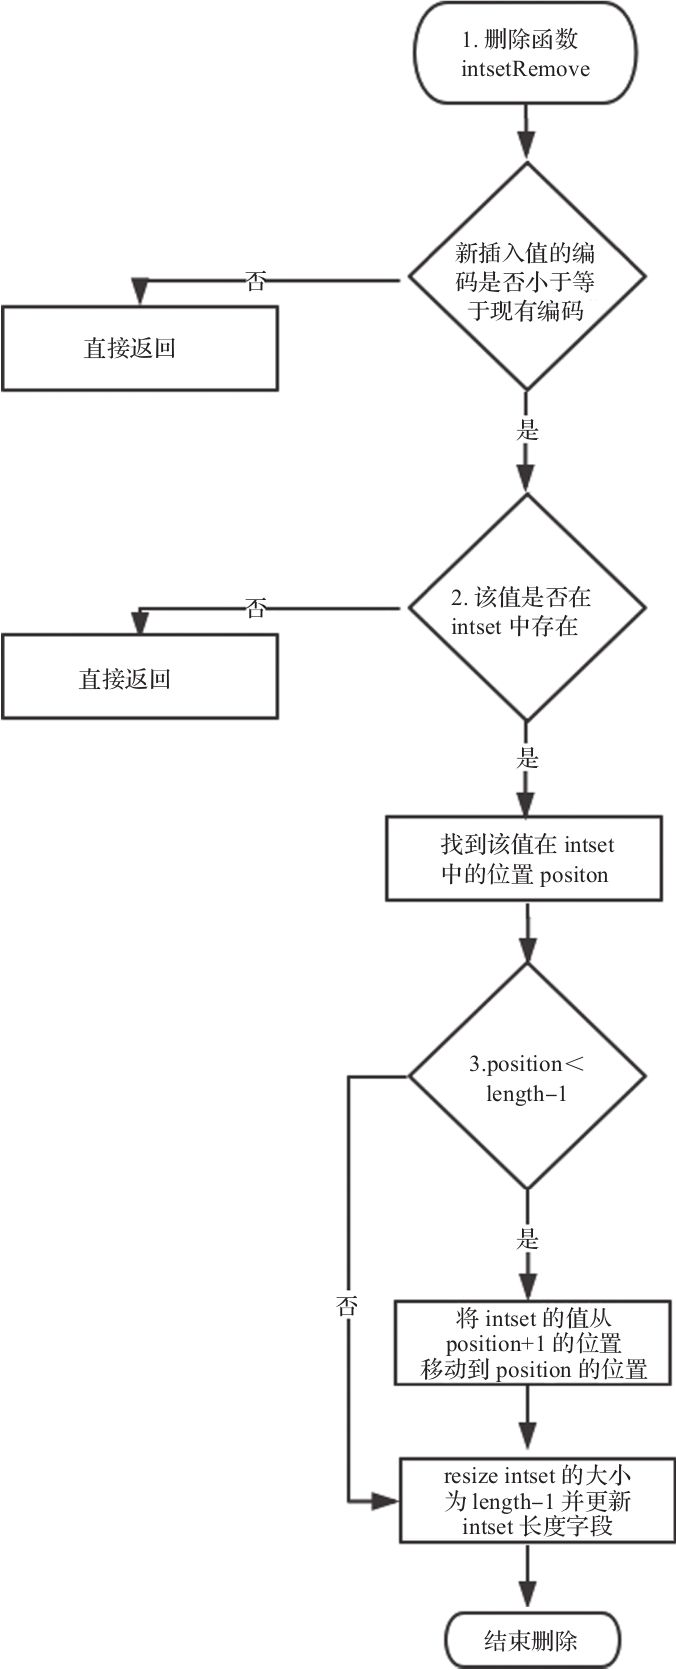 1. 删除函数
intsetRemove
新插入值的编
码是否小于等
于现有编码
否
直接返回
是
2. 该值是否在
intset 中存在
否
直接返回
是
找到该值在 intset
中的位置 positon
3.position＜
length-1
是
否
将 intset 的值从
position+1 的位置
移动到 position 的位置
resize intset 的大小
为 length-1 并更新
intset 长度字段
结束删除